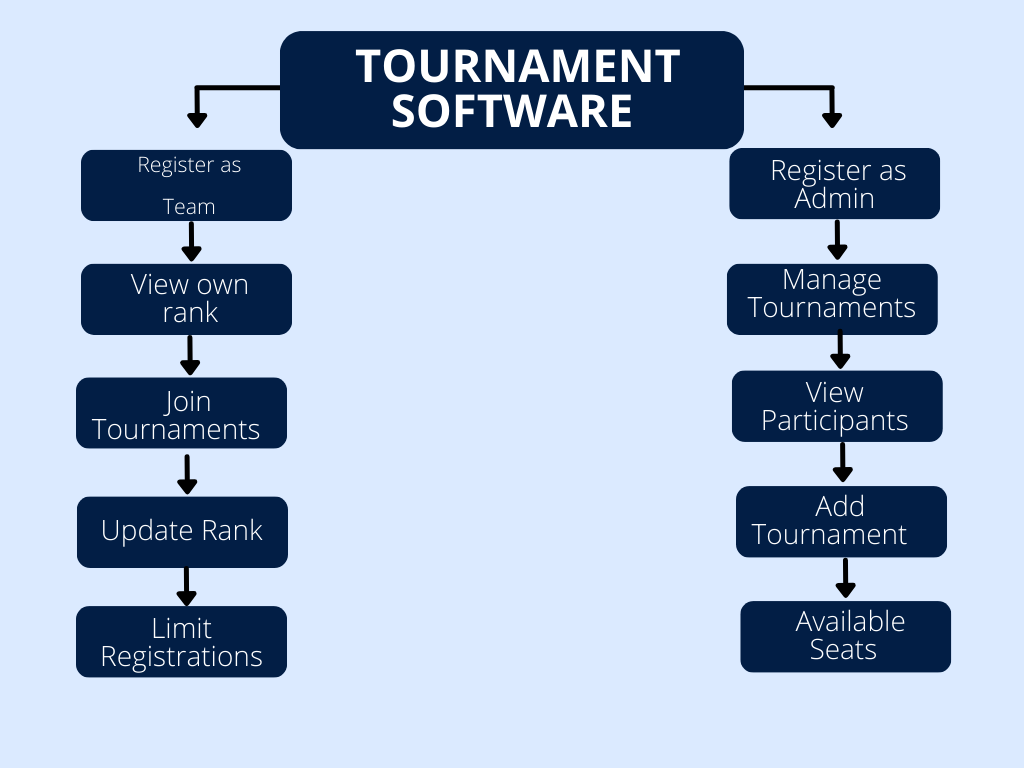 TOURNAMENT
SOFTWARE
Register as
Team
View own
rank
Join
Tournaments
Update Rank
Limit
Registrations
Register as
Admin
Manage
Tournaments
View
Participants
Add
Tournament
Available
Seats